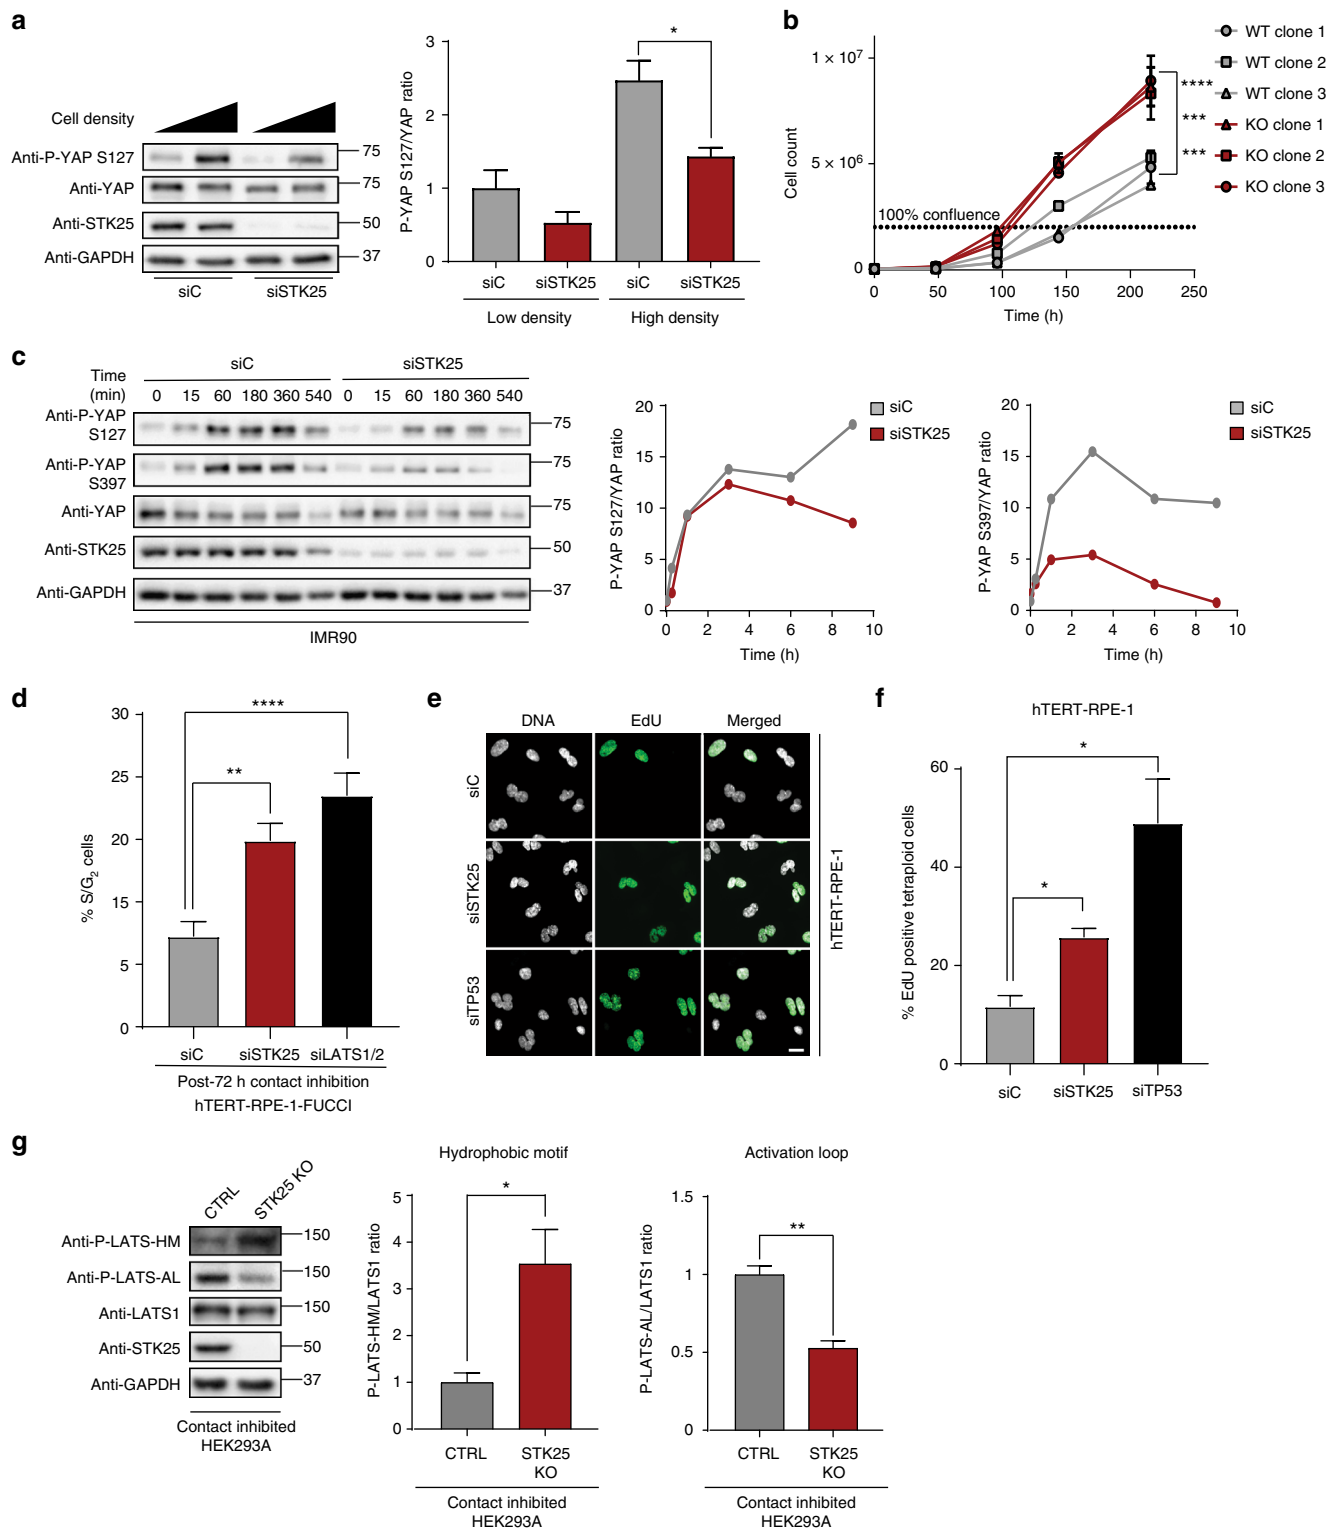 a
Cell density
Anti-P-YAP S127
75
Anti-YAP
75
Anti-STK25
50
Anti-GAPDH
37
siC
siSTK25
P-YAP S127/YAP ratio
3
2
1
0
*
siC
siSTK25
siC
siSTK25
Low density
High density
b
Cell count
1 × 10⁷
5 × 10⁶
0
100% confluence
0
50
100
150
200
250
Time (h)
****
***
***
WT clone 1
WT clone 2
WT clone 3
KO clone 1
KO clone 2
KO clone 3
c
siC
siSTK25
Time
(min)
0 15 60 180 360 540 0 15 60 180 360 540
Anti-P-YAP
S127
75
Anti-P-YAP
S397
75
Anti-YAP
75
Anti-STK25
50
Anti-GAPDH
37
IMR90
P-YAP S127/YAP ratio
20
15
10
5
0
0 2 4 6 8 10
Time (h)
siC
siSTK25
P-YAP S397/YAP ratio
20
15
10
5
0
0 2 4 6 8 10
Time (h)
siC
siSTK25
d
% S/G₂ cells
30
25
20
15
5
0
****
**
siC
siSTK25
siLATS1/2
Post-72 h contact inhibition
hTERT-RPE-1-FUCCI
e
DNA
EdU
Merged
siC
siSTK25
siTP53
hTERT-RPE-1
f
hTERT-RPE-1
% EdU positive tetraploid cells
60
40
20
0
*
*
siC
siSTK25
siTP53
g
CTRL
STK25 KO
Anti-P-LATS-HM
150
Anti-P-LATS-AL
150
Anti-LATS1
150
Anti-STK25
50
Anti-GAPDH
37
Contact inhibited
HEK293A
Hydrophobic motif
P-LATS-HM/LATS1 ratio
5
4
3
2
1
0
*
CTRL
STK25
KO
Contact inhibited
HEK293A
Activation loop
P-LATS-AL/LATS1 ratio
1.5
1
0.5
0
**
CTRL
STK25
KO
Contact inhibited
HEK293A